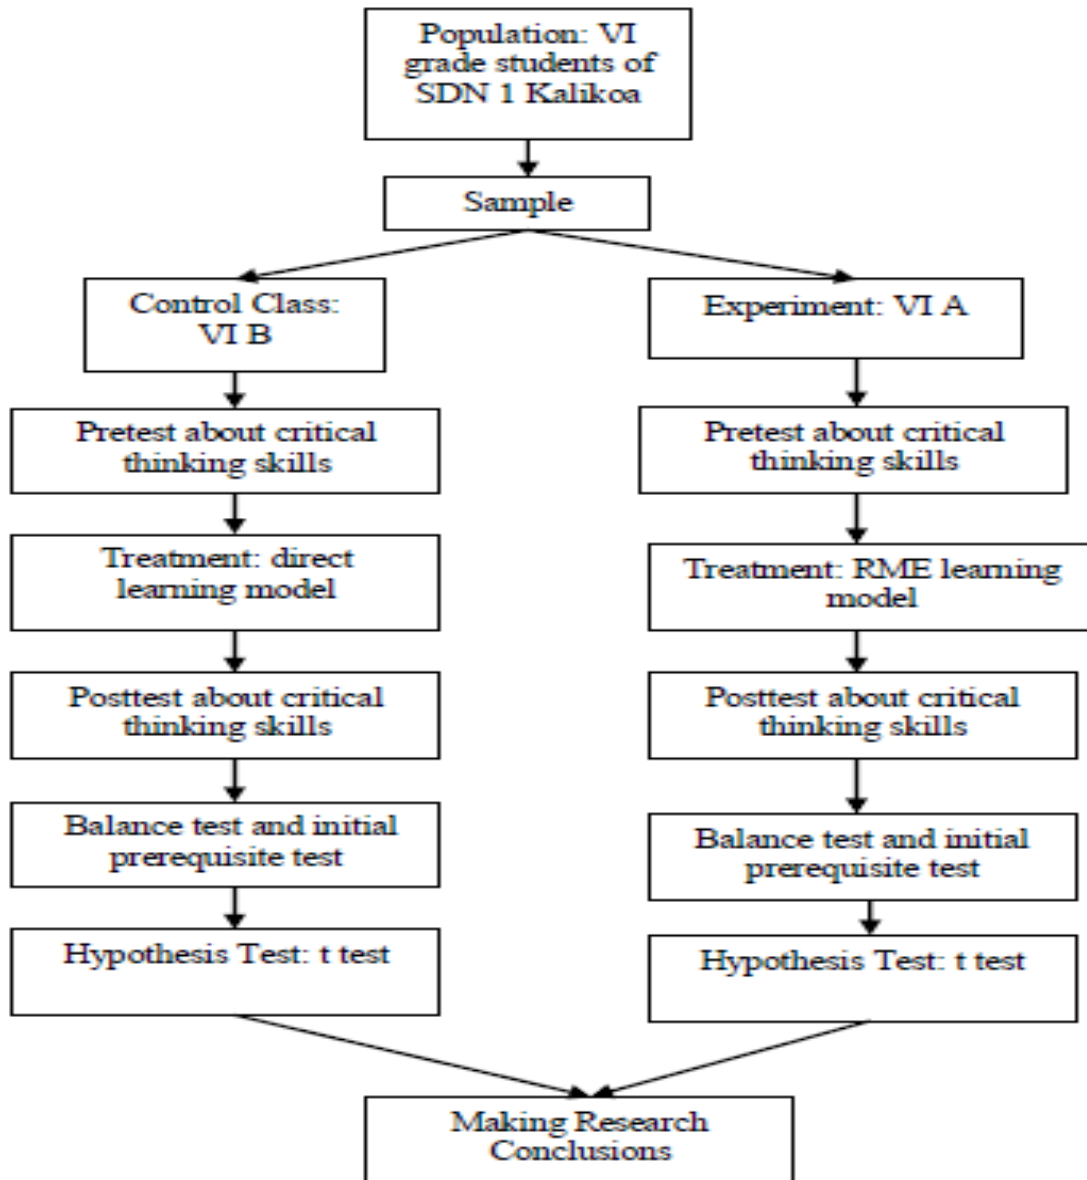 Population: VI
grade students of
SDN 1 Kalikoa
Sample
Control Class:
VI B
Experiment: VI A
Pretest about critical
thinking skills
Pretest about critical
thinking skills
Treatment: direct
learning model
Treatment: RME learning
model
Posttest about critical
thinking skills
Posttest about critical
thinking skills
Balance test and initial
prerequisite test
Balance test and initial
prerequisite test
Hypothesis Test: t test
Hypothesis Test: t test
Making Research
Conclusions